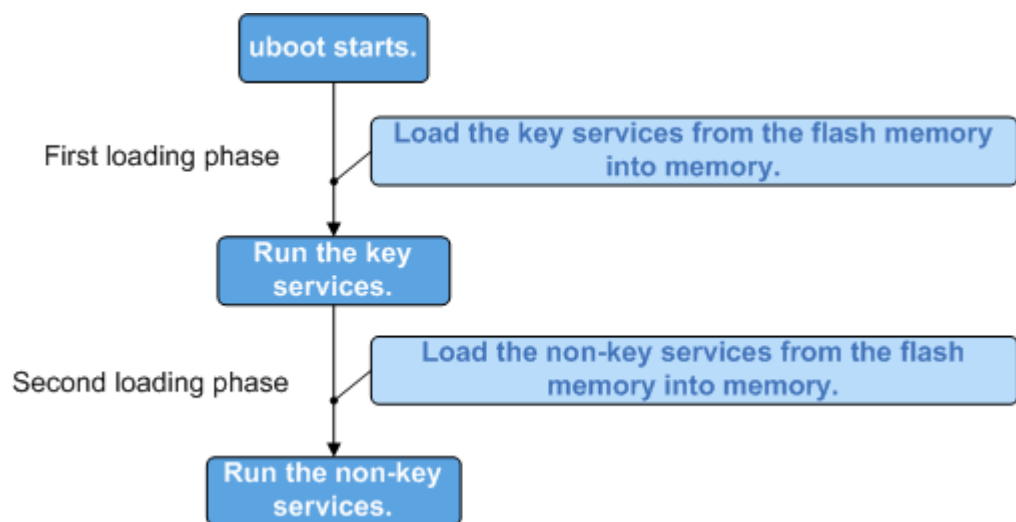 uboot starts.
Load the key services from the flash memory
into memory.
First loading phase
Run the key
services.
Load the non-key services from the flash
memory into memory.
Second loading phase
Run the non-key
services.